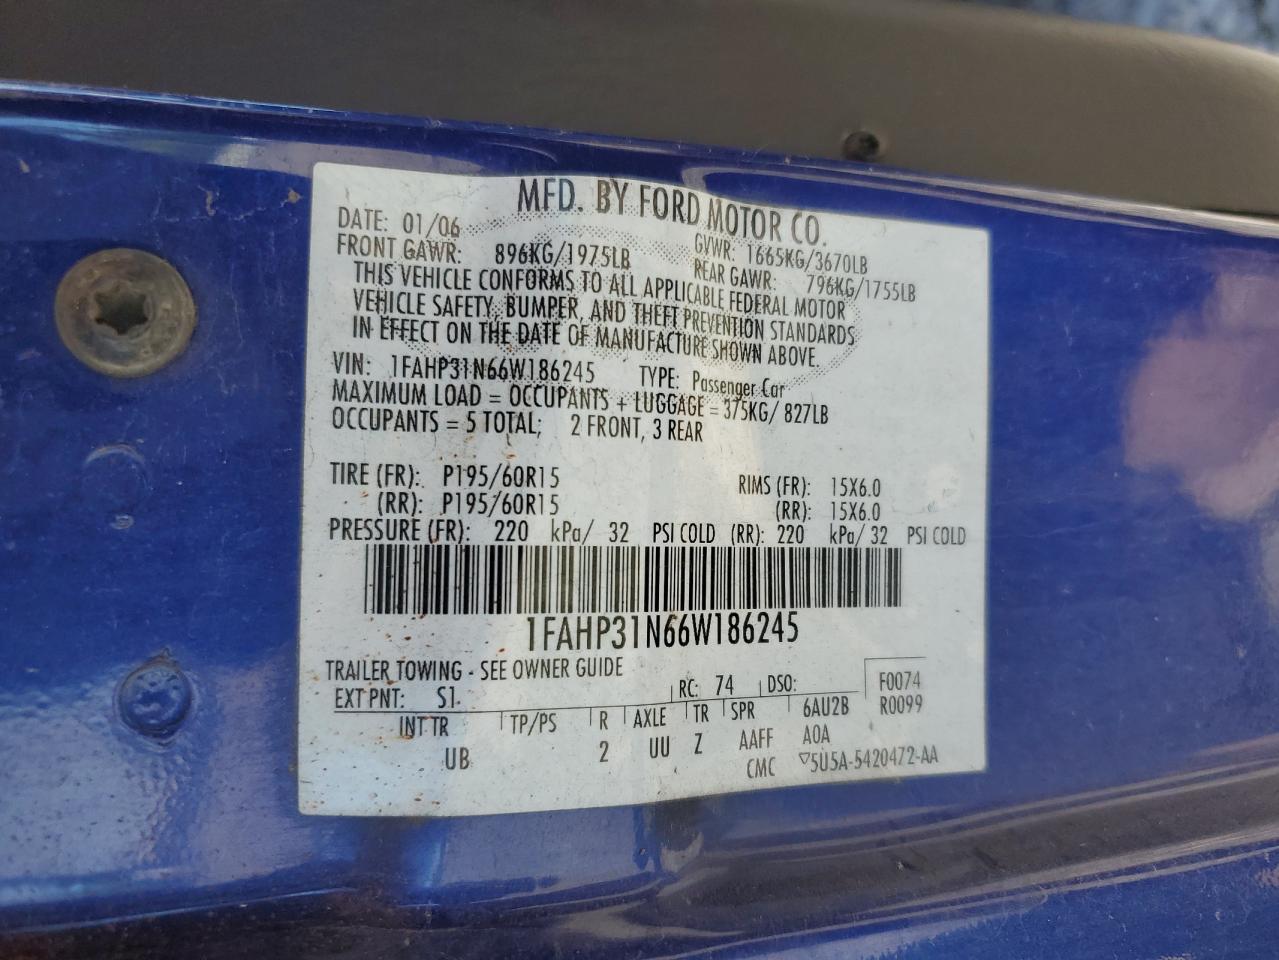 MFD. BY FORD MOTOR CO.
DATE: 01/06 GVWR: 1665KG/3670LB
FRONT GAWR: 896KG/1975LB REAR GAWR: 796KG/1755LB
THIS VEHICLE CONFORMS TO ALL APPLICABLE FEDERAL MOTOR
VEHICLE SAFETY, BUMPER, AND THEFT PREVENTION STANDARDS
IN EFFECT ON THE DATE OF MANUFACTURE SHOWN ABOVE.
VIN: 1FAHP31N66W186245 TYPE: Passenger Car
MAXIMUM LOAD = OCCUPANTS + LUGGAGE = 375KG/ 827LB
OCCUPANTS = 5 TOTAL; 2 FRONT, 3 REAR
TIRE (FR): P195/60R15 RIMS (FR): 15X6.0
(RR): P195/60R15 (RR): 15X6.0
PRESSURE (FR): 220 kPa/ 32 PSI COLD (RR): 220 kPa/ 32 PSI COLD
1FAHP31N66W186245
TRAILER TOWING - SEE OWNER GUIDE
EXT PNT: S1 RC: 74 DSO: F0074
INT TR TP/PS R AXLE TR SPR 6AU2B R0099
UB 2 UU Z AAFF A0A
CMC ▽5U5A-5420472-AA